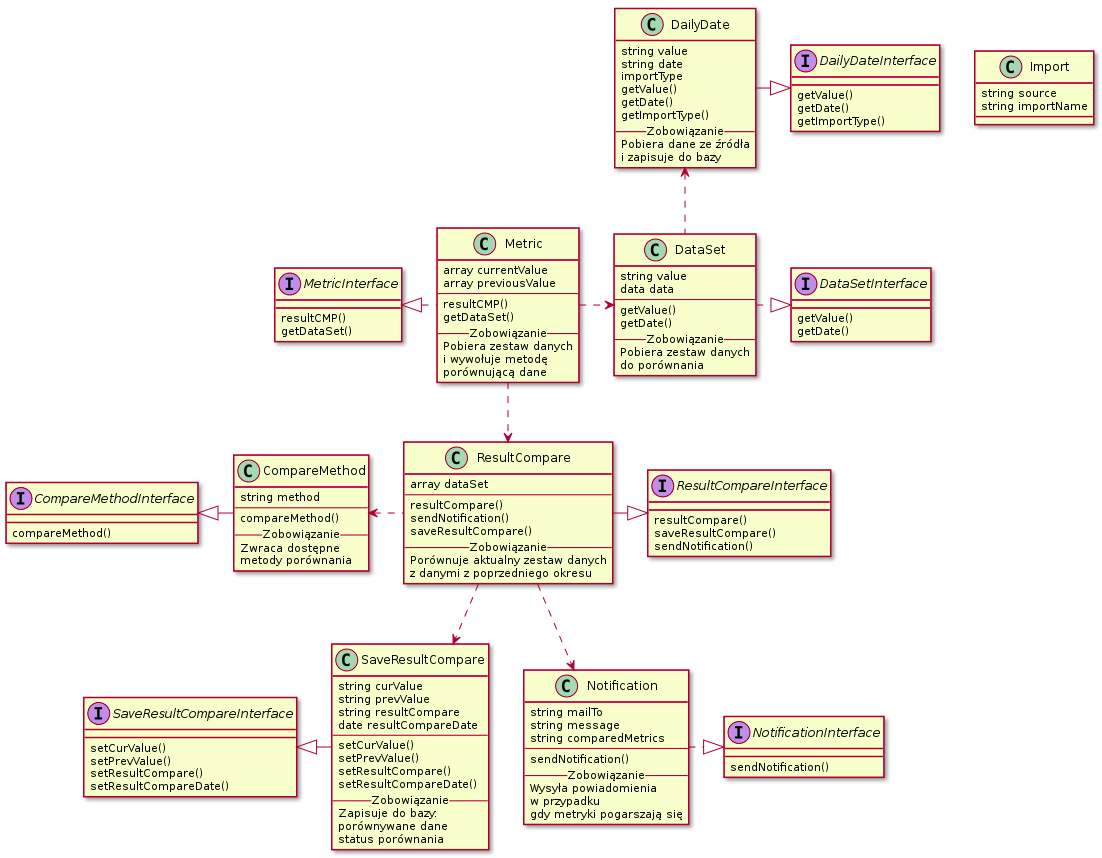 C DailyDate
string value
string date
importType
getValue()
getDate()
getImportType()
Zobowiązanie
Pobiera dane ze źródła
i zapisuje do bazy
I DailyDateInterface
getValue()
getDate()
getImportType()
C Import
string source
string importName
I MetricInterface
resultCMP()
getDataSet()
C Metric
array currentValue
array previousValue
resultCMP()
getDataSet()
Zobowiązanie
Pobiera zestaw danych
i wywołuje metodę
porównującą dane
C DataSet
string value
data data
getValue()
getDate()
Zobowiązanie
Pobiera zestaw danych
do porównania
I DataSetInterface
getValue()
getDate()
I CompareMethodInterface
compareMethod()
C CompareMethod
string method
compareMethod()
Zobowiązanie
Zwraca dostępne
metody porównania
C ResultCompare
array dataSet
resultCompare()
sendNotification()
saveResultCompare()
Zobowiązanie
Porównuje aktualny zestaw danych
z danymi z poprzedniego okresu
I ResultCompareInterface
resultCompare()
saveResultCompare()
sendNotification()
I SaveResultCompareInterface
setCurValue()
setPrevValue()
setResultCompare()
setResultCompareDate()
C SaveResultCompare
string curValue
string prevValue
string resultCompare
date resultCompareDate
setCurValue()
setPrevValue()
setResultCompare()
setResultCompareDate()
Zobowiązanie
Zapisuje do bazy:
porównywane dane
status porównania
C Notification
string mailTo
string message
string comparedMetrics
sendNotification()
Zobowiązanie
Wysyła powiadomienia
w przypadku
gdy metryki pogarszają się
I NotificationInterface
sendNotification()